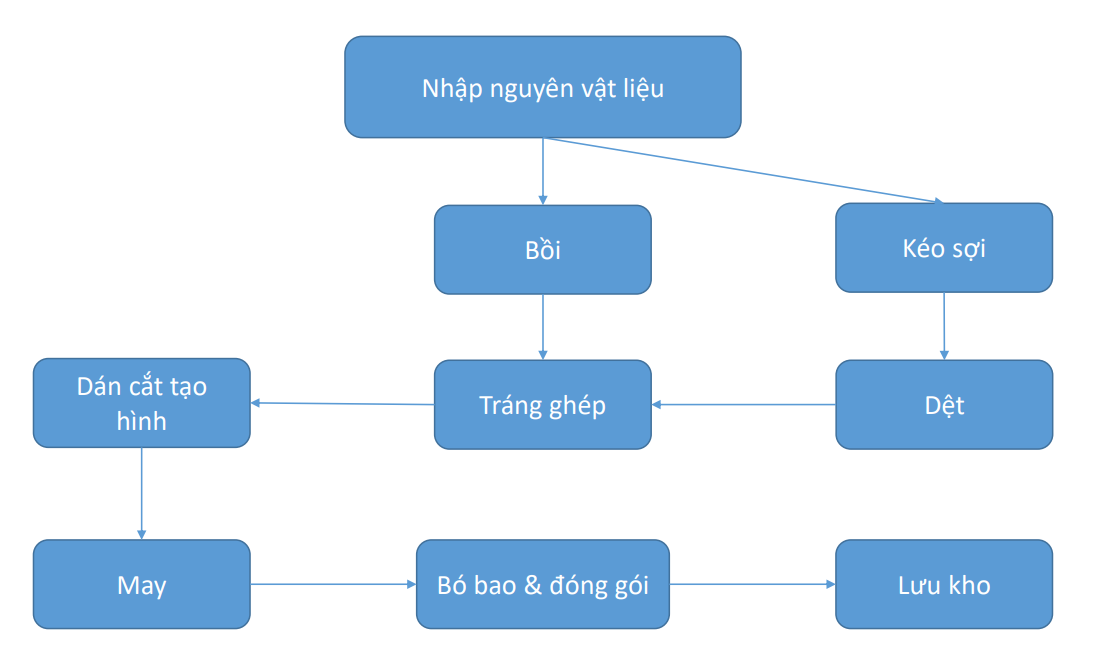 Nhập nguyên vật liệu
Bồi
Kéo sợi
Dán cắt tạo
hình
Tráng ghép
Dệt
May
Bó bao & đóng gói
Lưu kho